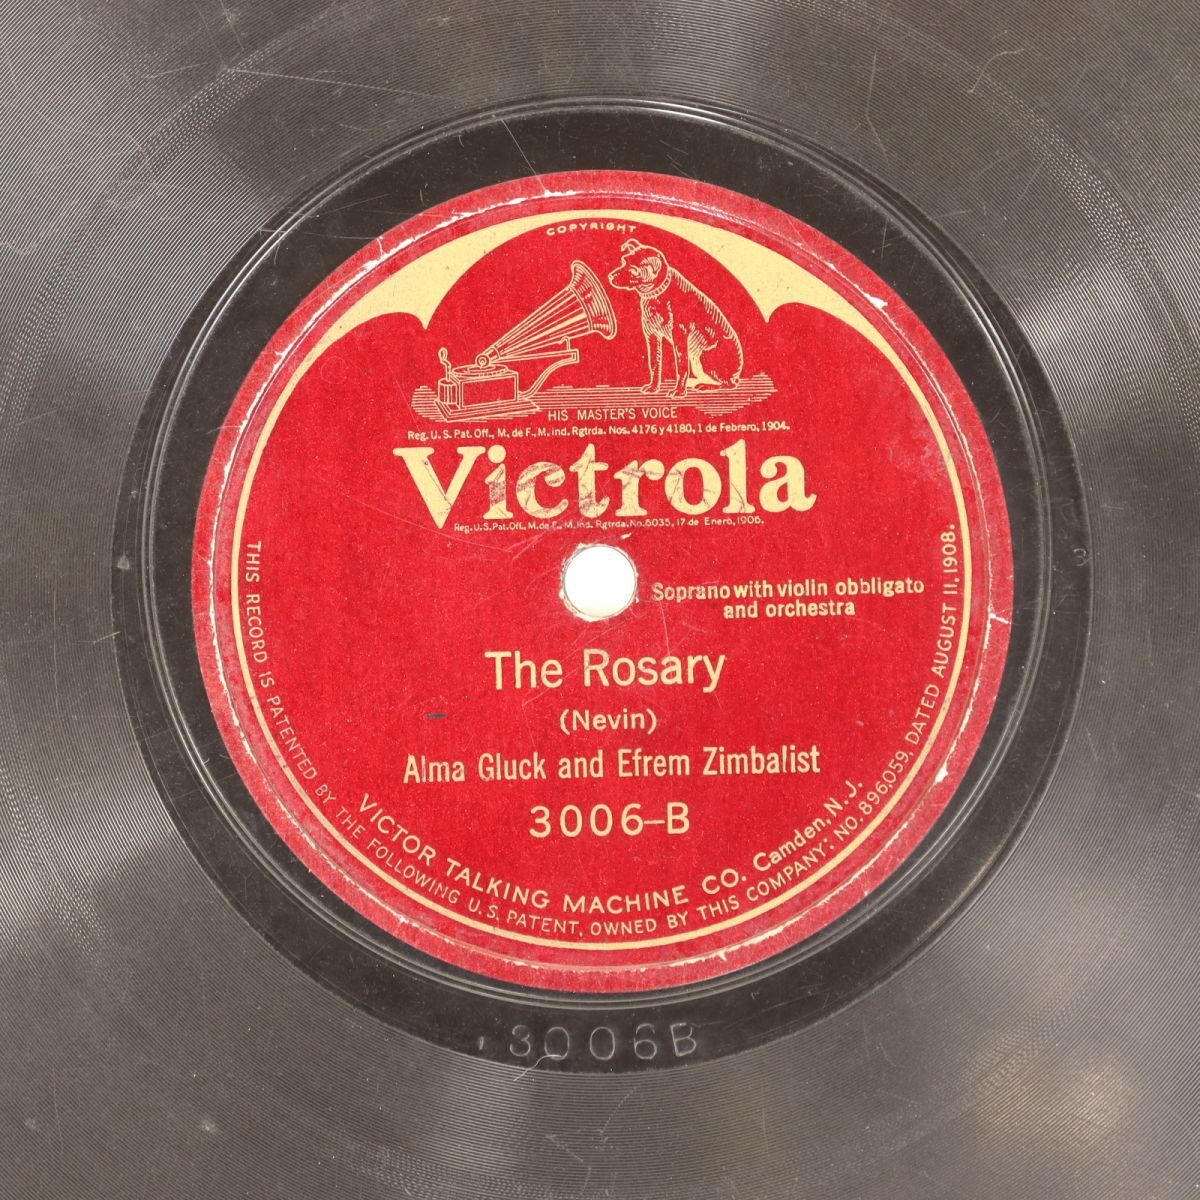 COPYRIGHT
HIS MASTER'S VOICE
Reg. U. S. Pat. Off., M. de F., M. ind. Rgtrda. Nos. 4176 y 4180, 1 de Febrero, 1904.
Victrola
Reg. U.S. Pat. Off., M. de F., M. ind. Rgtrda. No. 6035, 17 de Enero, 1906.
Soprano with violin obbligato
and orchestra
The Rosary
(Nevin)
Alma Gluck and Efrem Zimbalist
3006-B
VICTOR TALKING MACHINE CO. Camden, N. J.
THIS RECORD IS PATENTED BY THE FOLLOWING U. S. PATENT, OWNED BY THIS COMPANY: NO. 896,059, DATED AUGUST 11, 1908.
3006B